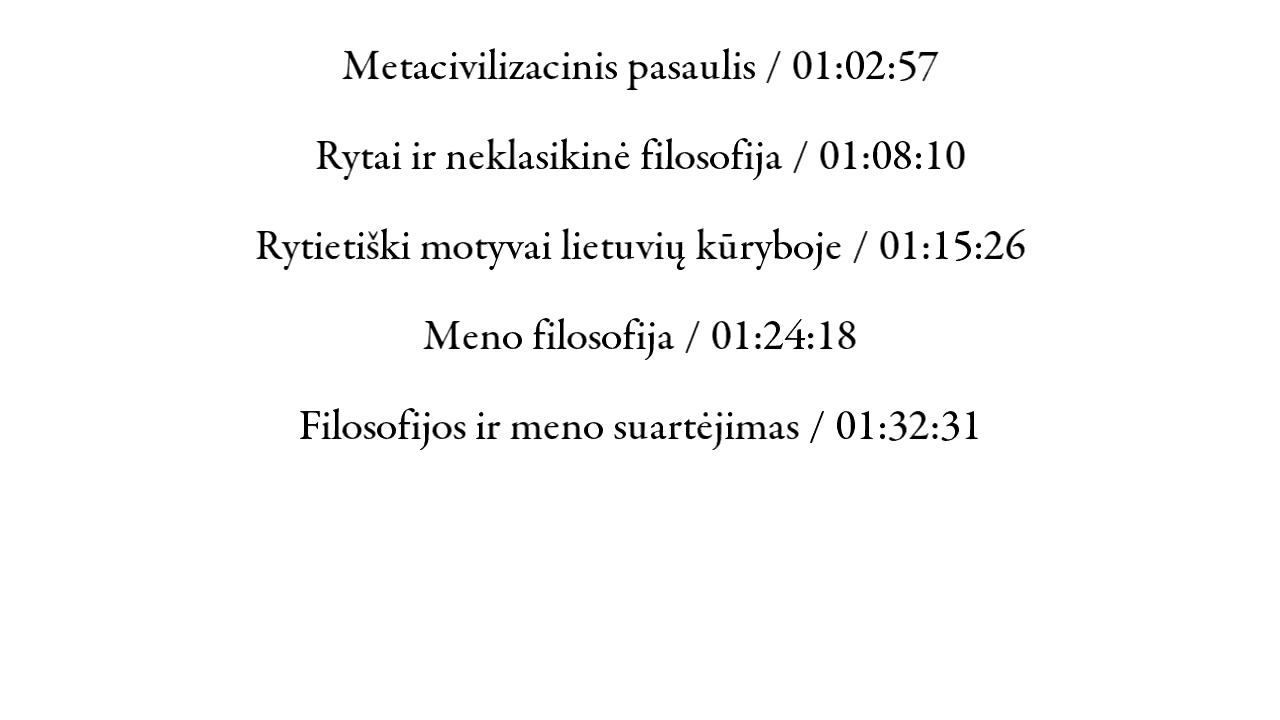 Metacivilizacinis pasaulis / 01:02:57
Rytai ir neklasikinė filosofija / 01:08:10
Rytietiški motyvai lietuvių kūryboje / 01:15:26
Meno filosofija / 01:24:18
Filosofijos ir meno suartėjimas / 01:32:31